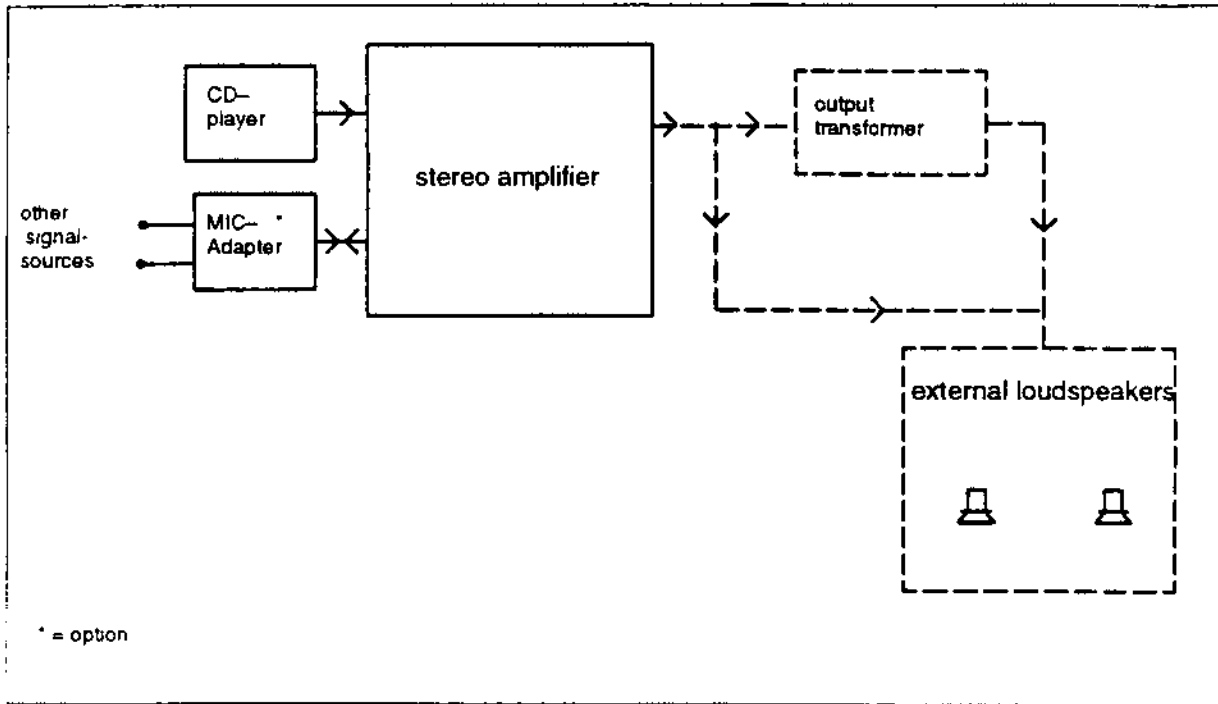 CD–
player
output
transformer
stereo amplifier
other
signal-
sources
MIC– *
Adapter
external loudspeakers
* = option